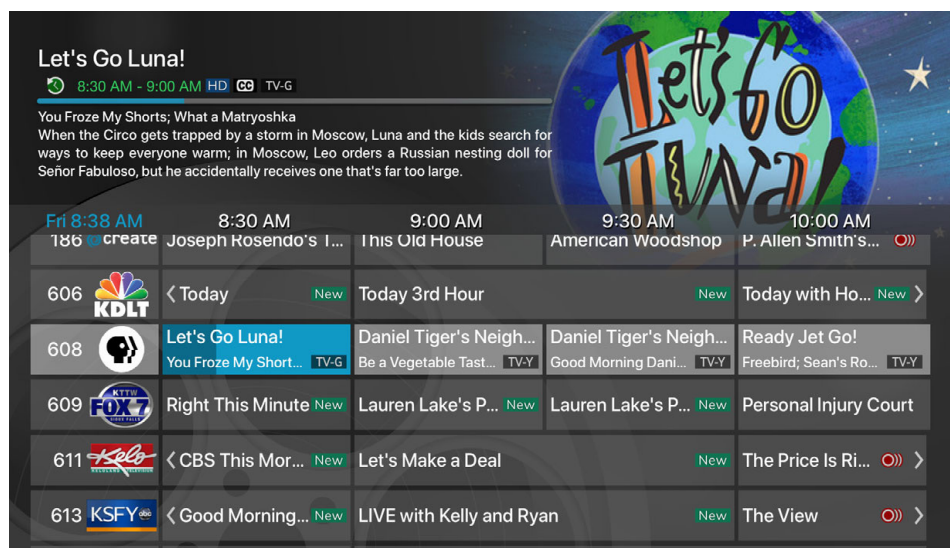 Let's Go Luna!
8:30 AM - 9:00 AM HD CC TV-G
You Froze My Shorts; What a Matryoshka
When the Circo gets trapped by a storm in Moscow, Luna and the kids search for
ways to keep everyone warm; in Moscow, Leo orders a Russian nesting doll for
Señor Fabuloso, but he accidentally receives one that's far too large.
Let's Go Luna!
Fri 8:38 AM 8:30 AM 9:00 AM 9:30 AM 10:00 AM
186 create Joseph Rosendo's T... This Old House American Woodshop P. Allen Smith's...
606 KDLT Today New Today 3rd Hour New Today with Ho... New
608 Let's Go Luna! Daniel Tiger's Neigh... Daniel Tiger's Neigh... Ready Jet Go!
You Froze My Short... TV-G Be a Vegetable Tast... TV-Y Good Morning Dani... TV-Y Freebird; Sean's Ro... TV-Y
609 KTTW FOX 7 SIOUX FALLS Right This Minute New Lauren Lake's P... New Lauren Lake's P... New Personal Injury Court
611 Kelo CBS This Mor... New Let's Make a Deal New The Price Is Ri...
613 KSFY abc Good Morning... New LIVE with Kelly and Ryan New The View